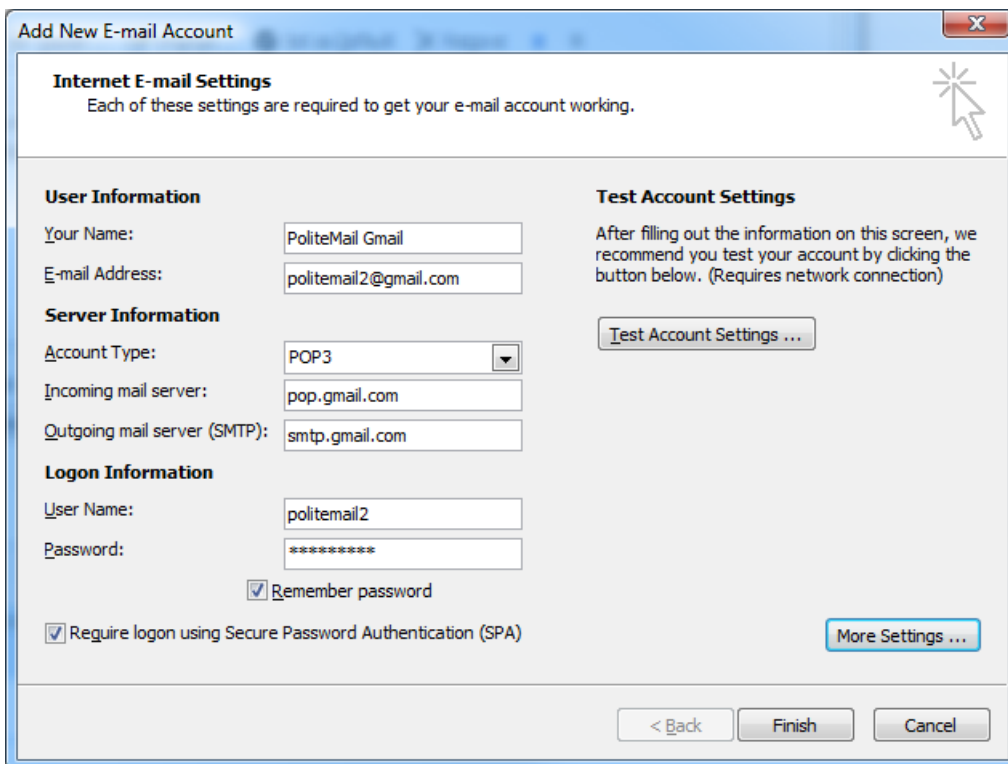 Add New E-mail Account
Internet E-mail Settings
Each of these settings are required to get your e-mail account working.
User Information
Your Name:
PoliteMail Gmail
E-mail Address:
politemail2@gmail.com
Server Information
Account Type:
POP3
Incoming mail server:
pop.gmail.com
Outgoing mail server (SMTP):
smtp.gmail.com
Logon Information
User Name:
politemail2
Password:
*********
Remember password
Require logon using Secure Password Authentication (SPA)
Test Account Settings
After filling out the information on this screen, we
recommend you test your account by clicking the
button below. (Requires network connection)
Test Account Settings ...
More Settings ...
< Back
Finish
Cancel